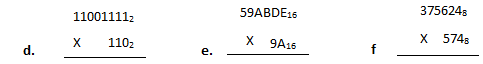 d. 11001111₂
X 110₂
e. 59ABDE₁₆
X 9A₁₆
f 375624₈
X 574₈